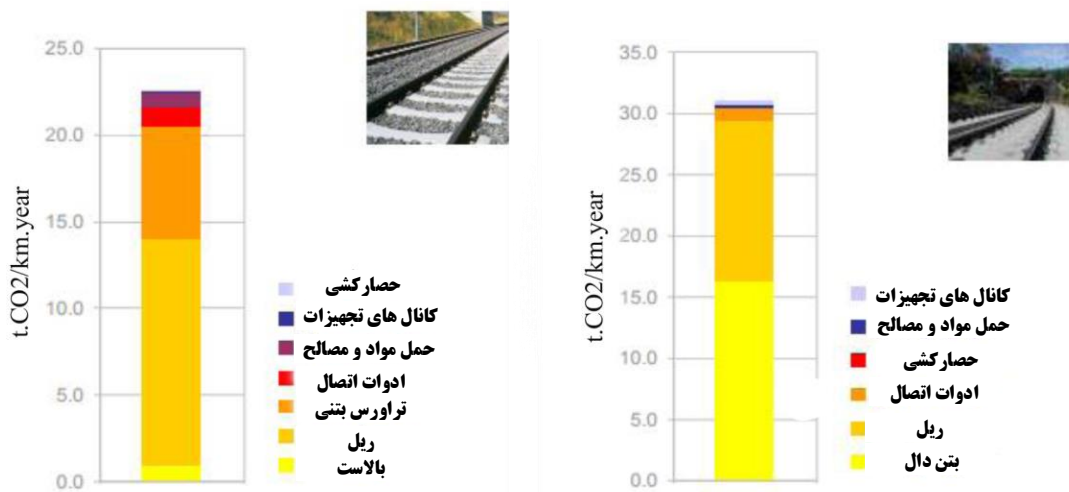 25.0
20.0
15.0
10.0
5.0
0.0
t.CO2/km.year
حصارکشی
کانال های تجهیزات
حمل مواد و مصالح
ادوات اتصال
تراورس بتنی
ریل
بالاست
35.0
30.0
25.0
20.0
15.0
10.0
5.0
0.0
t.CO2/km.year
کانال های تجهیزات
حمل مواد و مصالح
حصارکشی
ادوات اتصال
ریل
بتن دال